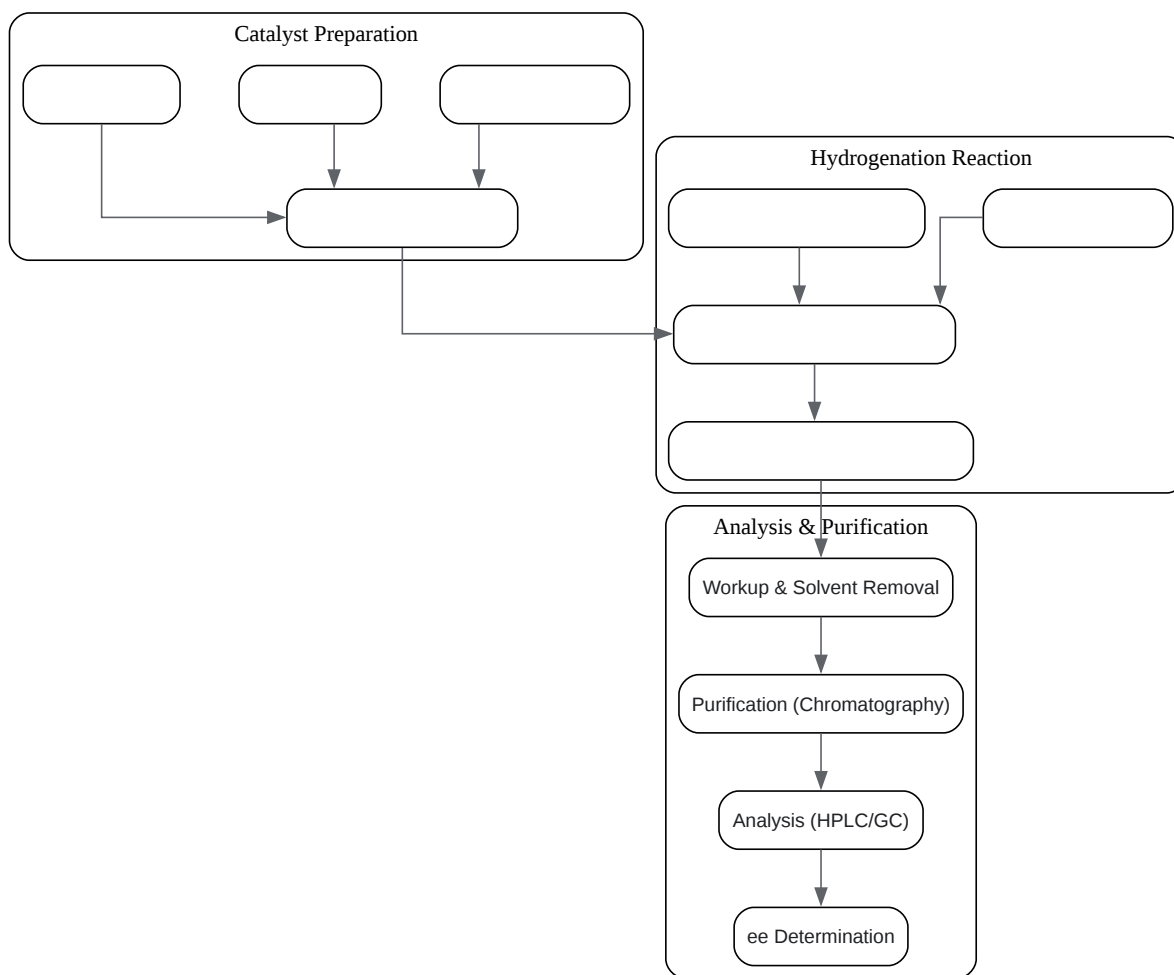 Catalyst Preparation
Hydrogenation Reaction
Analysis & Purification
Workup & Solvent Removal
Purification (Chromatography)
Analysis (HPLC/GC)
ee Determination